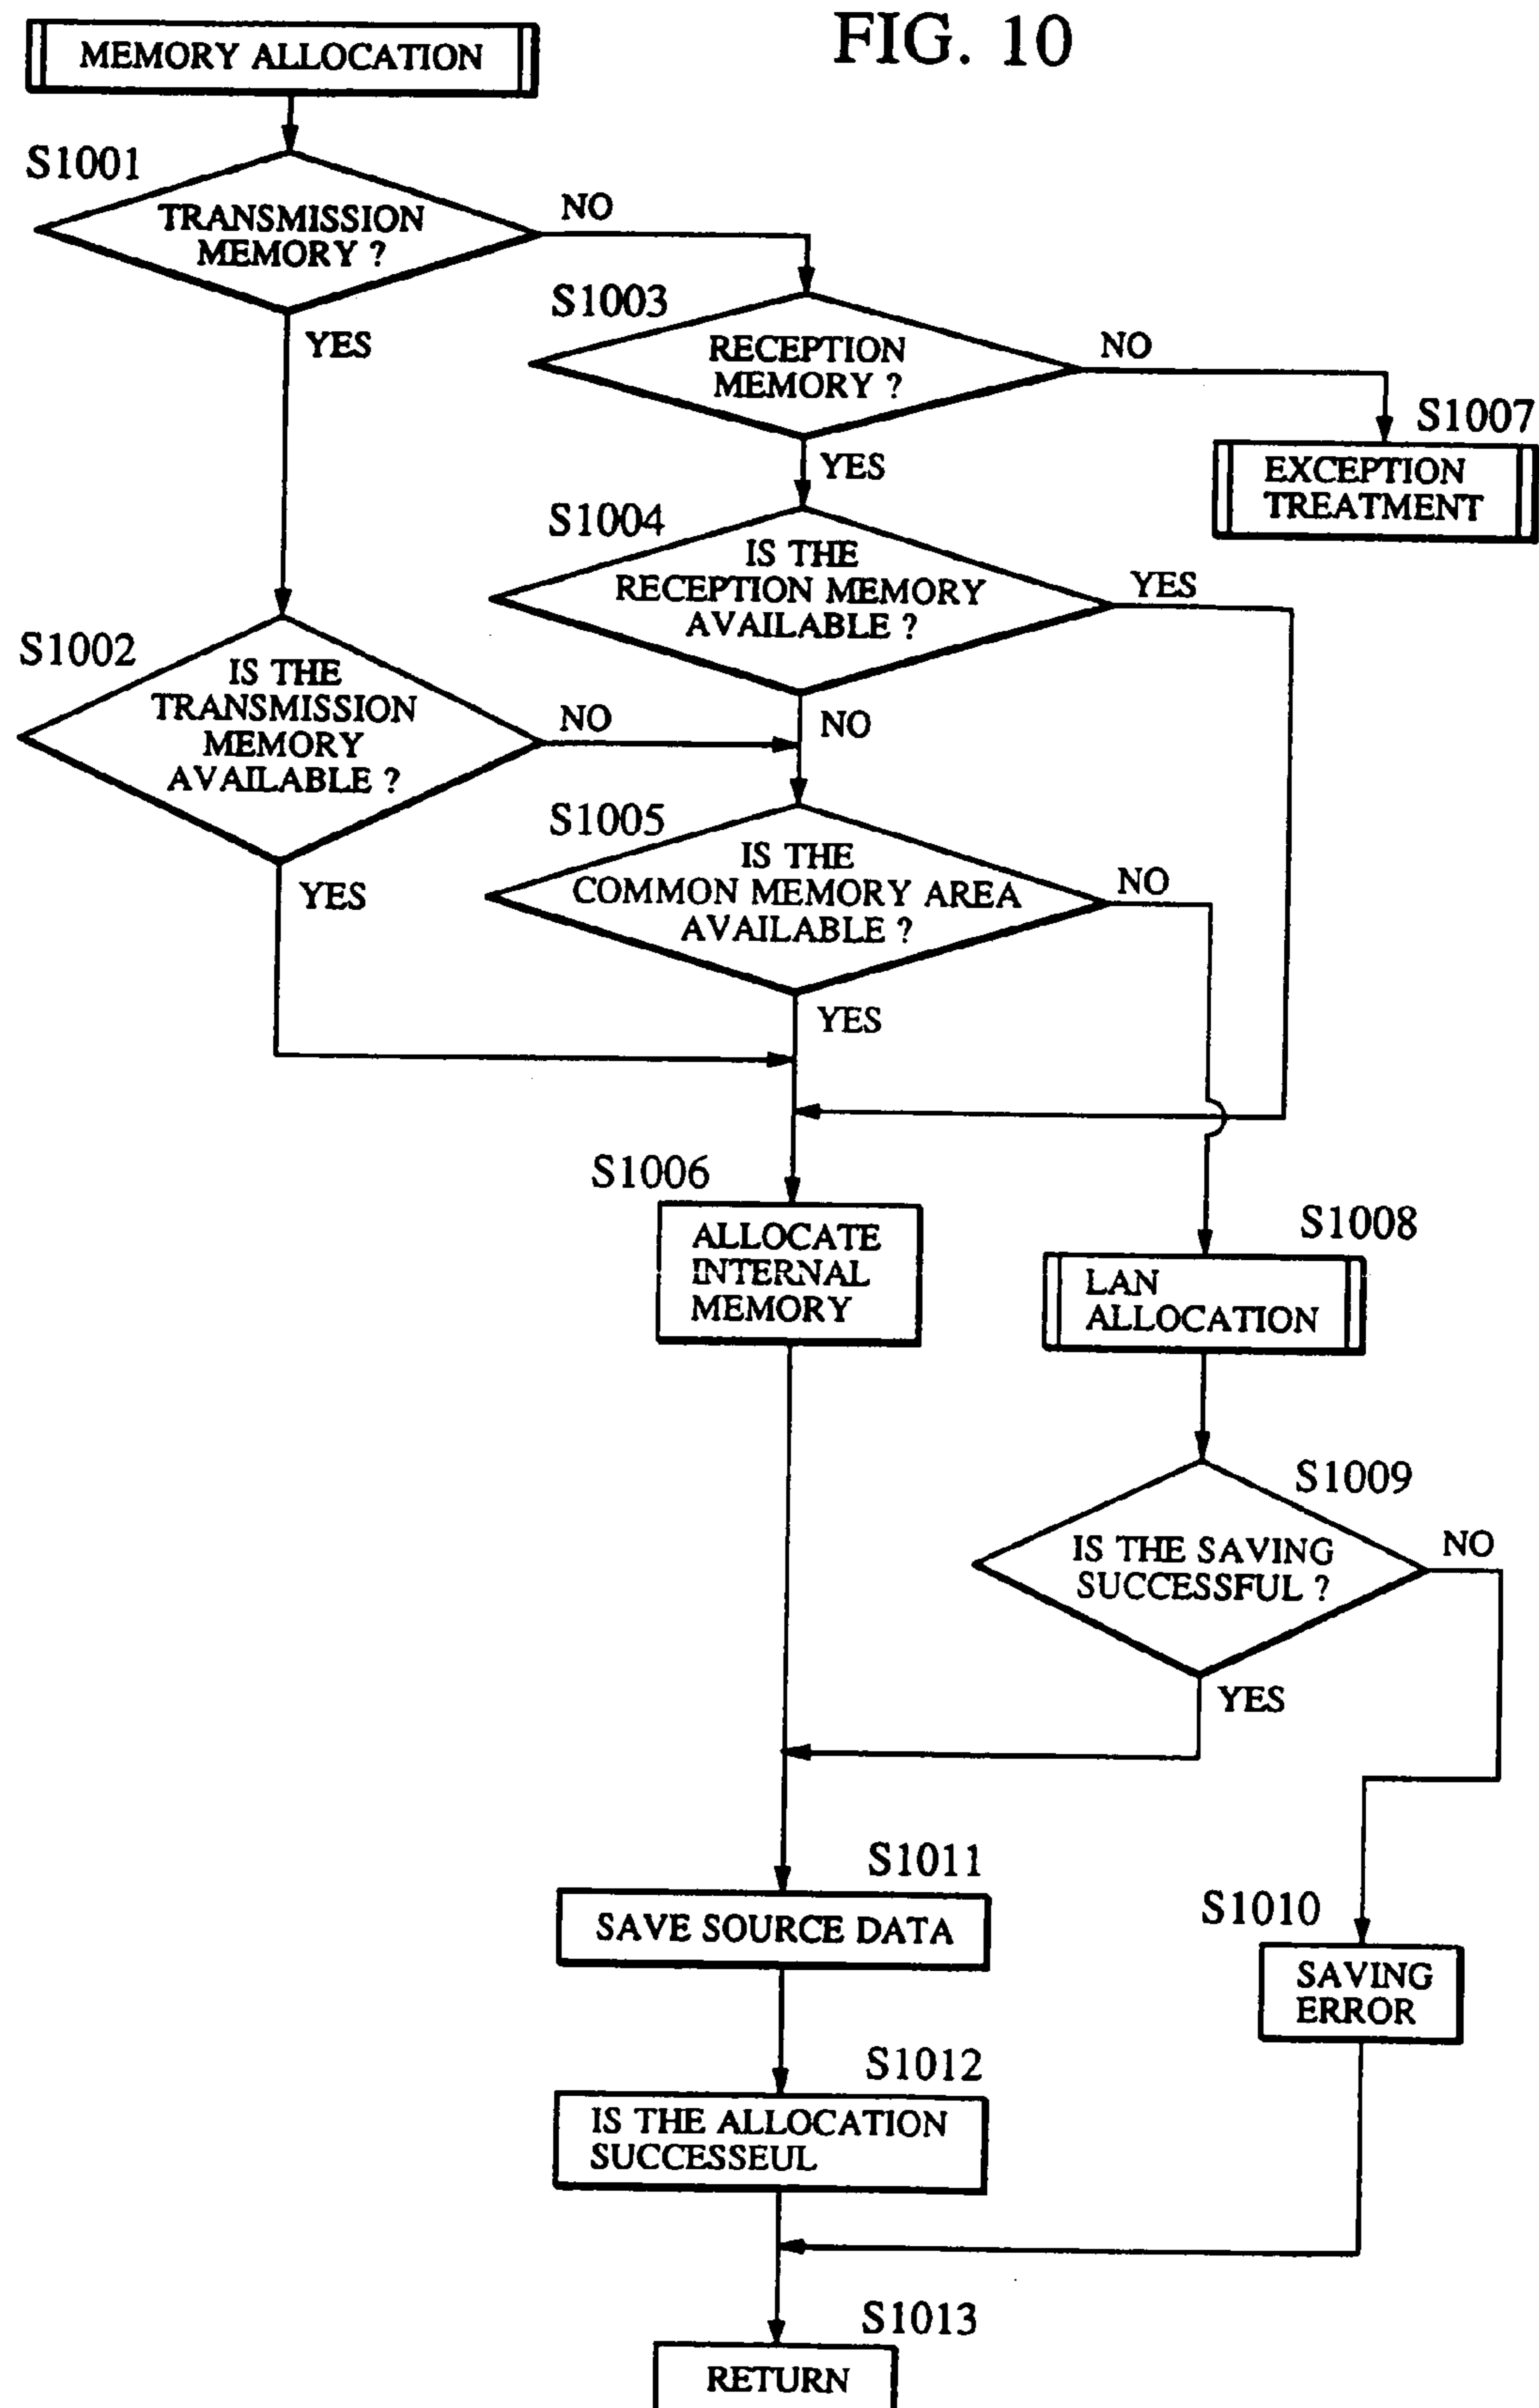 FIG. 10
MEMORY ALLOCATION
S1001
TRANSMISSION
MEMORY ?
NO
YES
S1003
RECEPTION
MEMORY ?
NO
YES
S1007
EXCEPTION
TREATMENT
S1004
IS THE
RECEPTION MEMORY
AVAILABLE ?
YES
NO
S1002
IS THE
TRANSMISSION
MEMORY
AVAILABLE ?
NO
YES
S1005
IS THE
COMMON MEMORY AREA
AVAILABLE ?
NO
YES
S1006
ALLOCATE
INTERNAL
MEMORY
S1008
LAN
ALLOCATION
S1009
IS THE SAVING
SUCCESSFUL ?
NO
YES
S1011
SAVE SOURCE DATA
S1010
SAVING
ERROR
S1012
IS THE ALLOCATION
SUCCESSEUL
S1013
RETURN